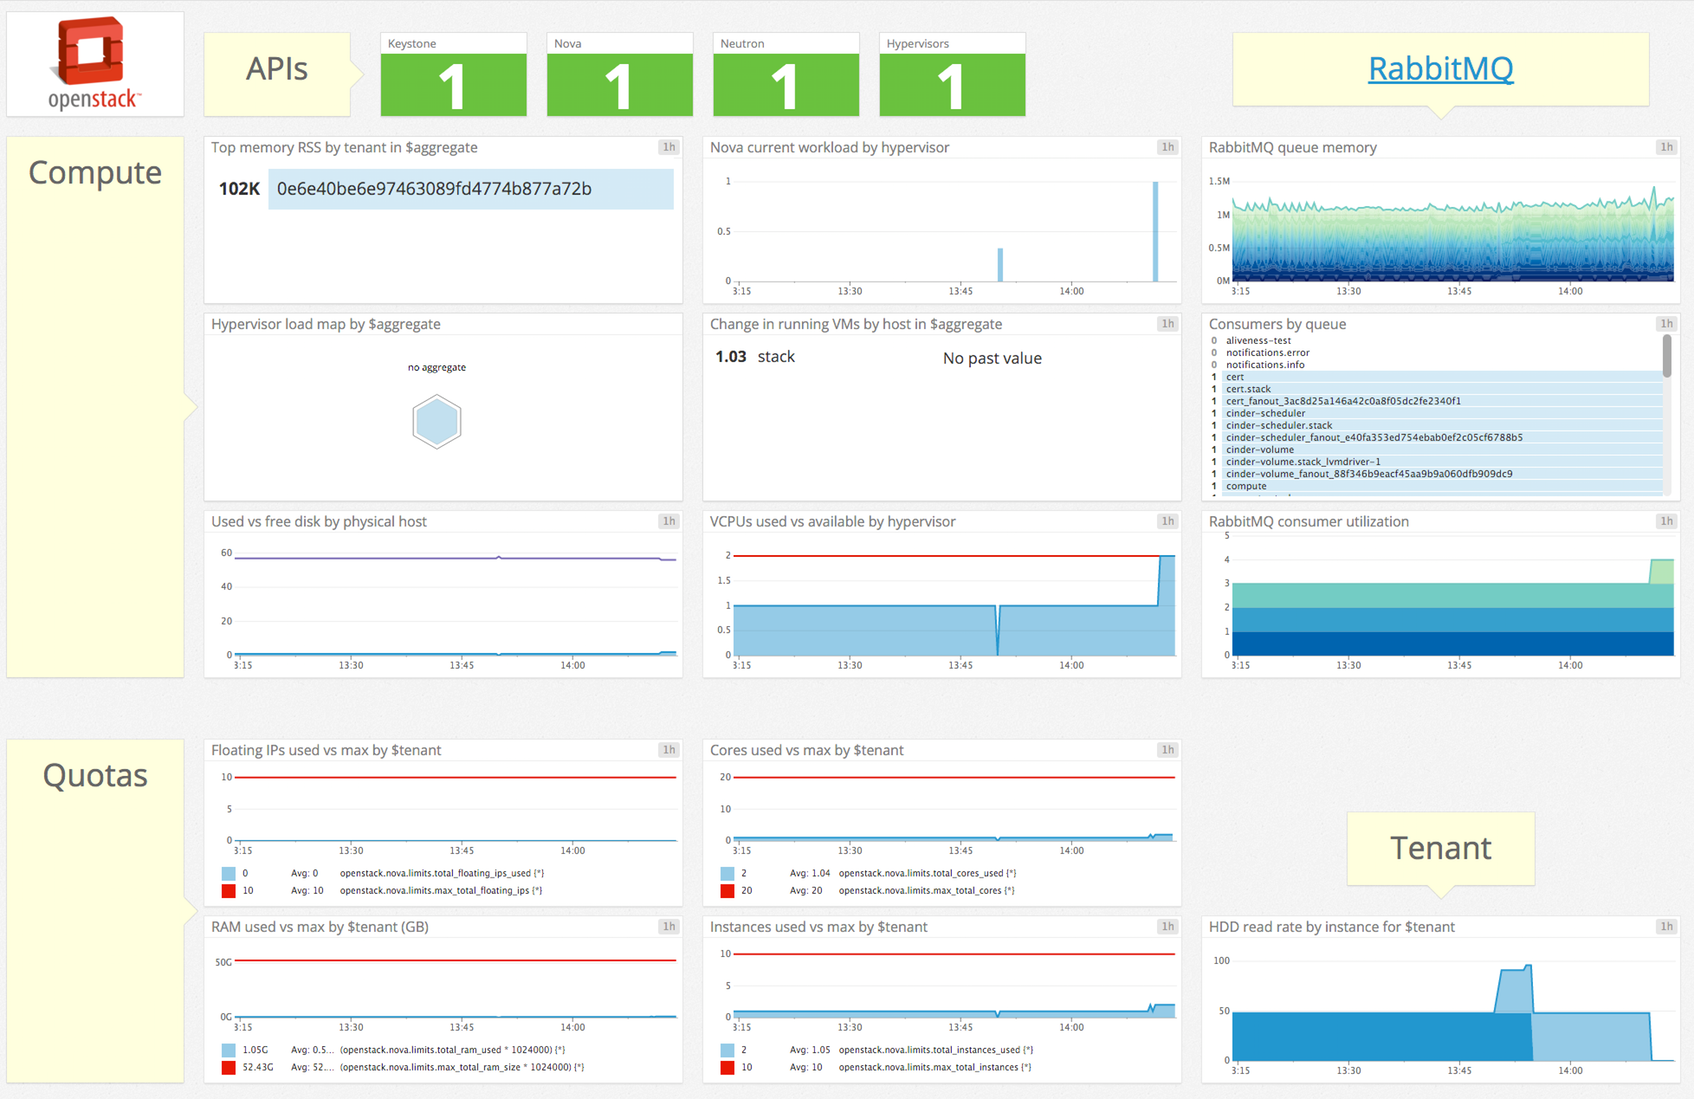 openstack™
APIs
Keystone
1
Nova
1
Neutron
1
Hypervisors
1
RabbitMQ
Compute
Top memory RSS by tenant in $aggregate
1h
102K 0e6e40be6e97463089fd4774b877a72b
Nova current workload by hypervisor
1h
1
0.5
0
3:15 13:30 13:45 14:00
RabbitMQ queue memory
1h
1.5M
1M
0.5M
0M
3:15 13:30 13:45 14:00
Hypervisor load map by $aggregate
no aggregate
Change in running VMs by host in $aggregate
1h
1.03 stack No past value
Consumers by queue
1h
0 aliveness-test
0 notifications.error
0 notifications.info
1 cert
1 cert.stack
1 cert_fanout_3ac8d25a146a42c0a8f05dc2fe2340f1
1 cinder-scheduler
1 cinder-scheduler.stack
1 cinder-scheduler_fanout_e40fa353ed754ebab0ef2c05cf6788b5
1 cinder-volume
1 cinder-volume.stack_lvmdriver-1
1 cinder-volume_fanout_88f346b9eacf45aa9b9a060dfb909dc9
1 compute
Used vs free disk by physical host
1h
60
40
20
0
3:15 13:30 13:45 14:00
VCPUs used vs available by hypervisor
1h
2
1.5
1
0.5
0
3:15 13:30 13:45 14:00
RabbitMQ consumer utilization
1h
5
4
3
2
1
0
3:15 13:30 13:45 14:00
Quotas
Floating IPs used vs max by $tenant
1h
10
5
0
3:15 13:30 13:45 14:00
0 Avg: 0 openstack.nova.limits.total_floating_ips_used {*}
10 Avg: 10 openstack.nova.limits.max_total_floating_ips {*}
Cores used vs max by $tenant
1h
20
10
0
3:15 13:30 13:45 14:00
2 Avg: 1.04 openstack.nova.limits.total_cores_used {*}
20 Avg: 20 openstack.nova.limits.max_total_cores {*}
Tenant
RAM used vs max by $tenant (GB)
1h
50G
0G
3:15 13:30 13:45 14:00
1.05G Avg: 0.5... (openstack.nova.limits.total_ram_used * 1024000) {*}
52.43G Avg: 52.... (openstack.nova.limits.max_total_ram_size * 1024000) {*}
Instances used vs max by $tenant
1h
10
5
0
3:15 13:30 13:45 14:00
2 Avg: 1.05 openstack.nova.limits.total_instances_used {*}
10 Avg: 10 openstack.nova.limits.max_total_instances {*}
HDD read rate by instance for $tenant
1h
100
50
0
3:15 13:30 13:45 14:00